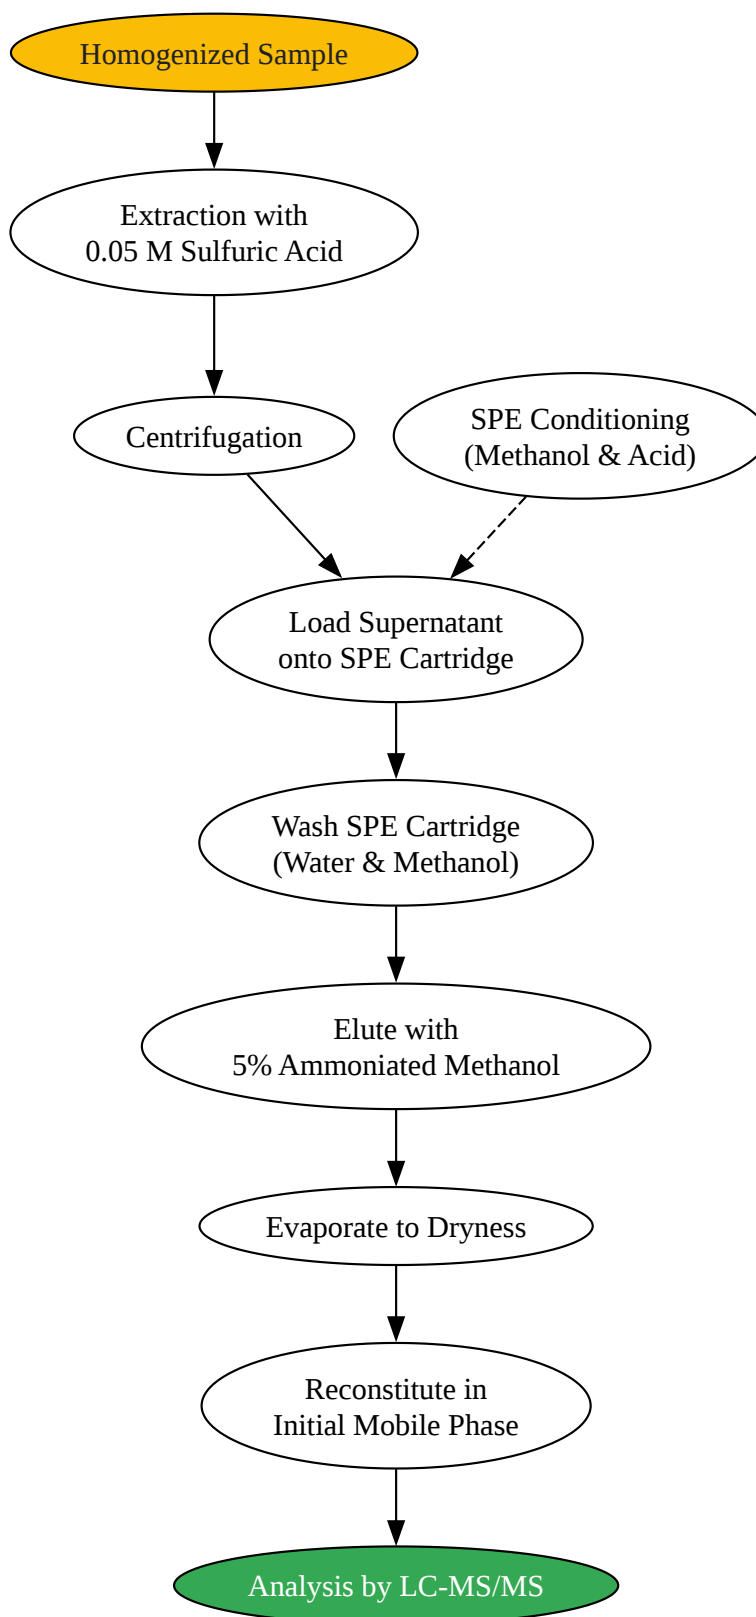 Homogenized Sample
Extraction with
0.05 M Sulfuric Acid
Centrifugation
SPE Conditioning
(Methanol & Acid)
Load Supernatant
onto SPE Cartridge
Wash SPE Cartridge
(Water & Methanol)
Elute with
5% Ammoniated Methanol
Evaporate to Dryness
Reconstitute in
Initial Mobile Phase
Analysis by LC-MS/MS